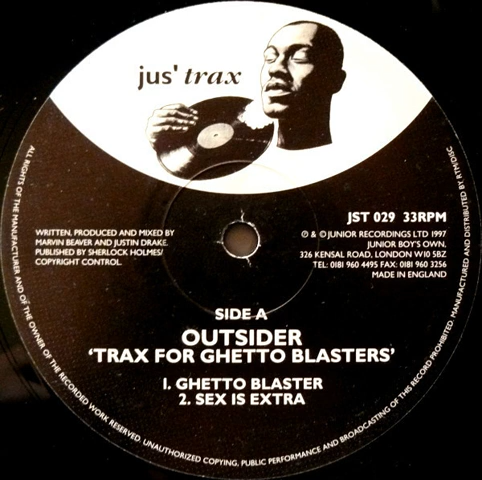 jus' trax
JST 029 33RPM
WRITTEN, PRODUCED AND MIXED BY
MARVIN BEAVER AND JUSTIN DRAKE.
PUBLISHED BY SHERLOCK HOLMES/
COPYRIGHT CONTROL.
℗ & © JUNIOR RECORDINGS LTD 1997
JUNIOR BOY'S OWN,
326 KENSAL ROAD, LONDON W10 5BZ
TEL: 0181 960 4495 FAX: 0181 960 3256
MADE IN ENGLAND
SIDE A
OUTSIDER
'TRAX FOR GHETTO BLASTERS'
1. GHETTO BLASTER
2. SEX IS EXTRA
ALL RIGHTS OF THE MANUFACTURER AND OF THE OWNER OF THE RECORDED WORK RESERVED. UNAUTHORIZED COPYING, PUBLIC PERFORMANCE AND BROADCASTING OF THIS RECORD PROHIBITED. MANUFACTURED AND DISTRIBUTED BY RTM/DISC